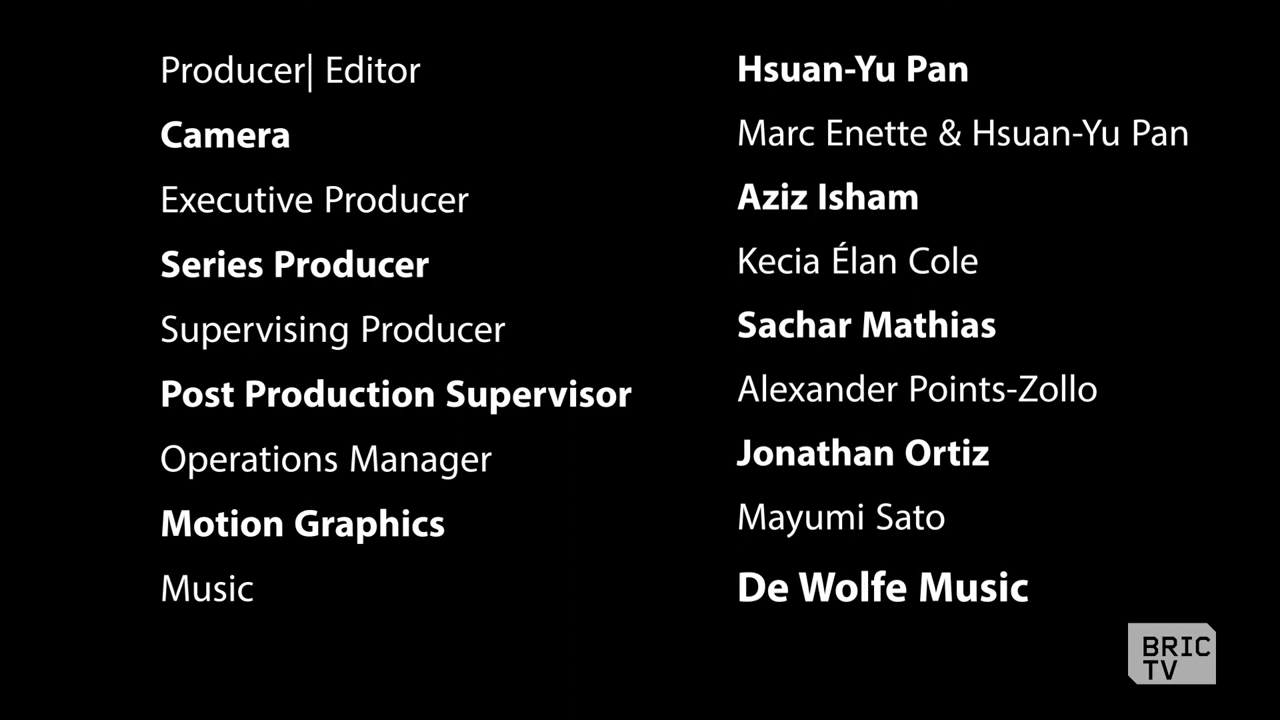 Producer| Editor Hsuan-Yu Pan
Camera Marc Enette & Hsuan-Yu Pan
Executive Producer Aziz Isham
Series Producer Kecia Élan Cole
Supervising Producer Sachar Mathias
Post Production Supervisor Alexander Points-Zollo
Operations Manager Jonathan Ortiz
Motion Graphics Mayumi Sato
Music De Wolfe Music
BRIC
TV